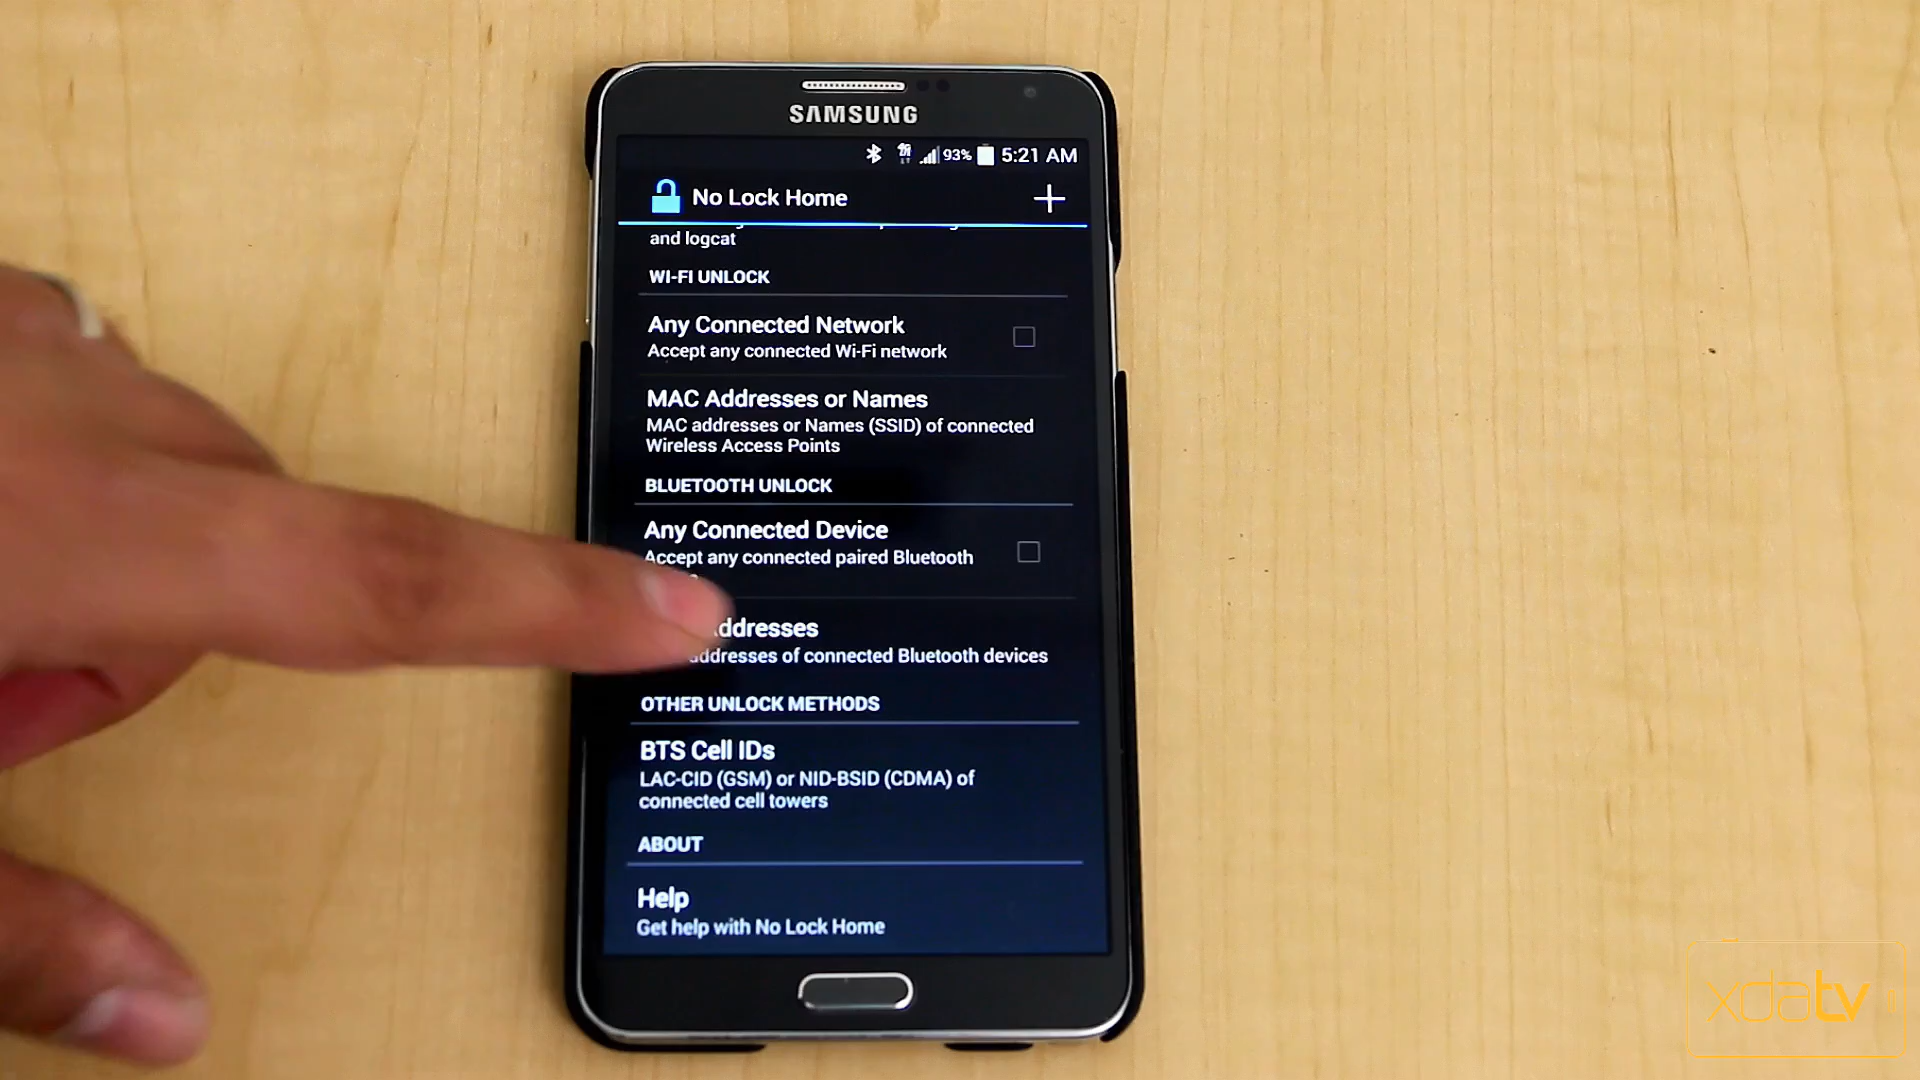 SAMSUNG
93% 5:21 AM
No Lock Home
and logcat
WI-FI UNLOCK
Any Connected Network
Accept any connected Wi-Fi network
MAC Addresses or Names
MAC addresses or Names (SSID) of connected
Wireless Access Points
BLUETOOTH UNLOCK
Any Connected Device
Accept any connected paired Bluetooth
ddresses
addresses of connected Bluetooth devices
OTHER UNLOCK METHODS
BTS Cell IDs
LAC-CID (GSM) or NID-BSID (CDMA) of
connected cell towers
ABOUT
Help
Get help with No Lock Home
xdatv